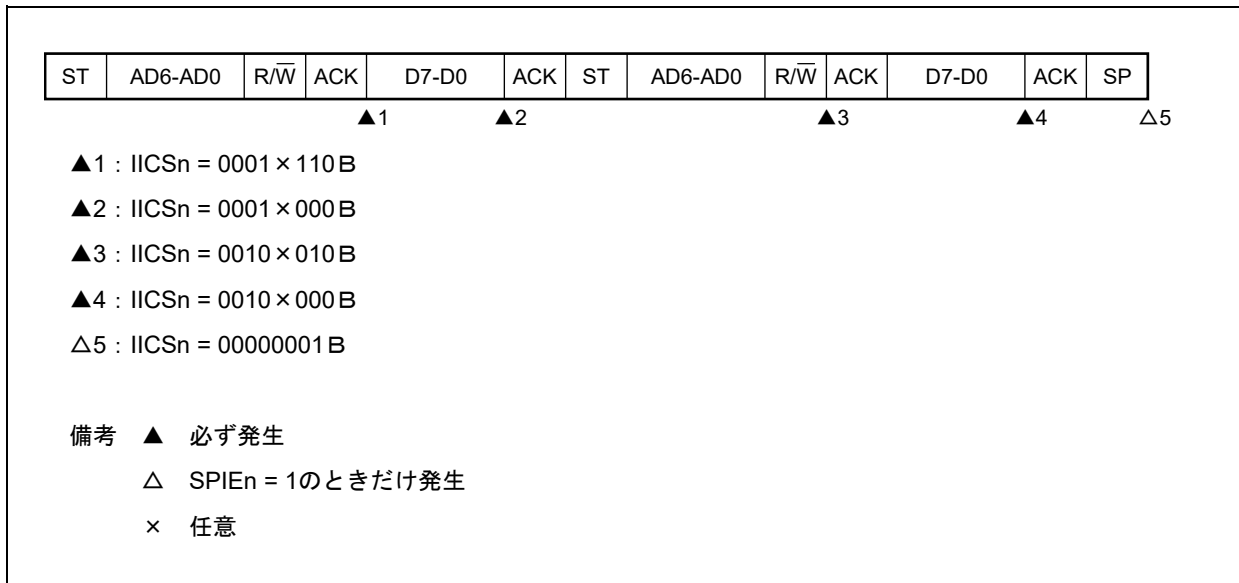 ST AD6-AD0 R/W̅ ACK D7-D0 ACK ST AD6-AD0 R/W̅ ACK D7-D0 ACK SP
▲1 ▲2 ▲3 ▲4 △5
▲1：IICSn = 0001×110B
▲2：IICSn = 0001×000B
▲3：IICSn = 0010×010B
▲4：IICSn = 0010×000B
△5：IICSn = 00000001B
備考 ▲ 必ず発生
△ SPIEn = 1のときだけ発生
× 任意